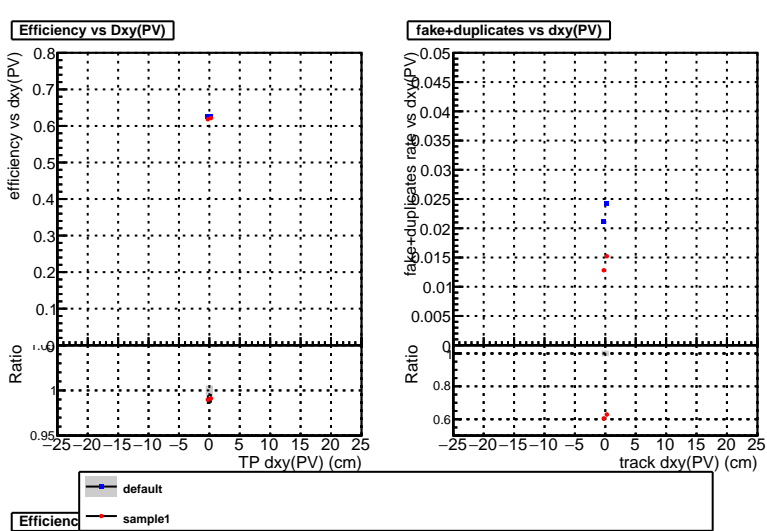 Efficiency vs Dxy(PV)
efficiency vs dxy(PV)
0.8
0.7
0.6
0.5
0.4
0.3
0.2
0.1
0
Ratio
1
0.95
−25 −20 −15 −10 −5 0 5 10 15 20 25
TP dxy(PV) (cm)
fake+duplicates vs dxy(PV)
fake+duplicates rate vs dxy(PV)
0.05
0.045
0.04
0.035
0.03
0.025
0.02
0.015
0.01
0.005
0
Ratio
1
0.8
0.6
−25 −20 −15 −10 −5 0 5 10 15 20 25
track dxy(PV) (cm)
default
sample1